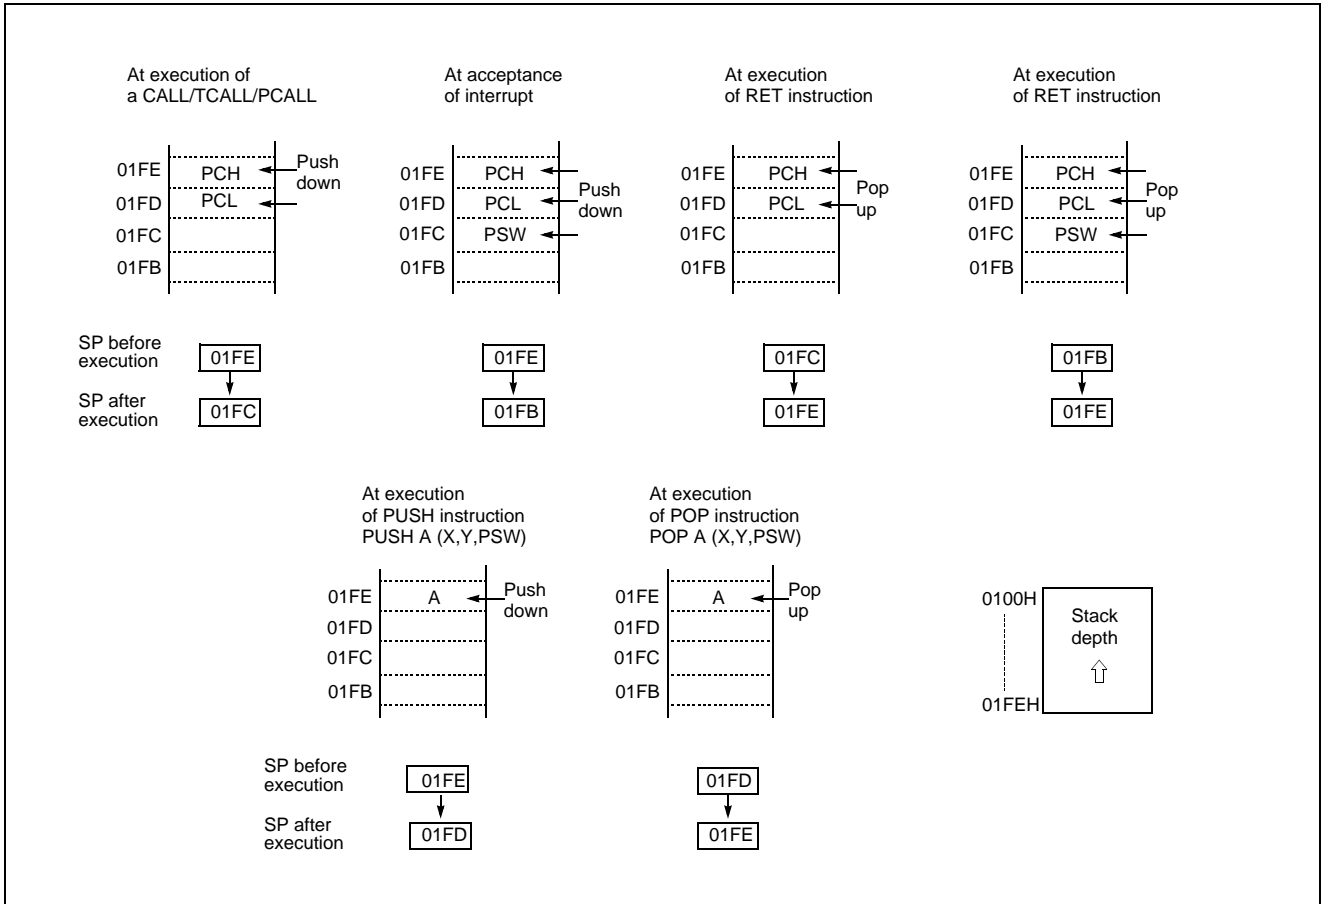 At execution of
a CALL/TCALL/PCALL
01FE PCH Push
down
01FD PCL
01FC
01FB
SP before
execution 01FE
SP after
execution 01FC
At acceptance
of interrupt
01FE PCH
01FD PCL Push
down
01FC PSW
01FB
01FE
01FB
At execution
of RET instruction
01FE PCH
01FD PCL Pop
up
01FC
01FB
01FC
01FE
At execution
of RET instruction
01FE PCH
01FD PCL Pop
up
01FC PSW
01FB
01FB
01FE
At execution
of PUSH instruction
PUSH A (X,Y,PSW)
01FE A Push
down
01FD
01FC
01FB
SP before
execution 01FE
SP after
execution 01FD
At execution
of POP instruction
POP A (X,Y,PSW)
01FE A Pop
up
01FD
01FC
01FB
01FD
01FE
0100H
Stack
depth
01FEH